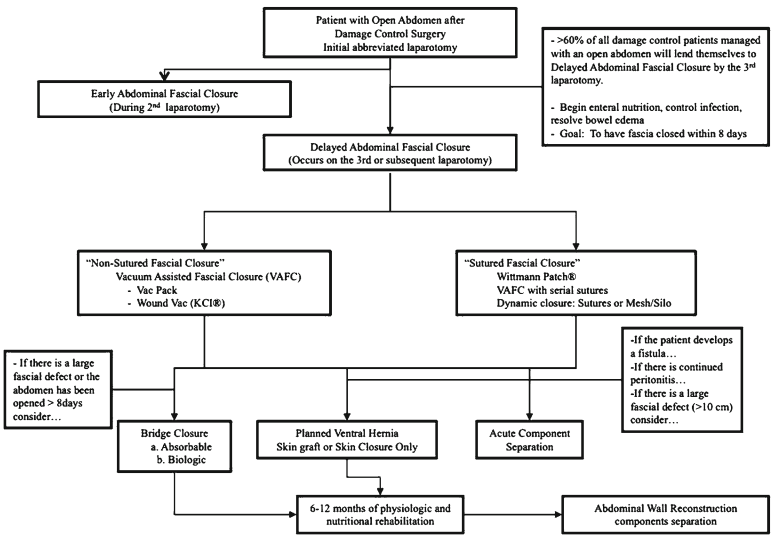 Patient with Open Abdomen after
Damage Control Surgery
Initial abbreviated laparotomy
- >60% of all damage control patients managed
with an open abdomen will lend themselves to
Delayed Abdominal Fascial Closure by the 3rd
laparotomy.
- Begin enteral nutrition, control infection,
resolve bowel edema
- Goal: To have fascia closed within 8 days
Early Abdominal Fascial Closure
(During 2nd laparotomy)
Delayed Abdominal Fascial Closure
(Occurs on the 3rd or subsequent laparotomy)
“Non-Sutured Fascial Closure”
Vacuum Assisted Fascial Closure (VAFC)
- Vac Pack
- Wound Vac (KCI®)
“Sutured Fascial Closure”
Wittmann Patch®
VAFC with serial sutures
Dynamic closure: Sutures or Mesh/Silo
- If there is a large
fascial defect or the
abdomen has been
opened > 8days
consider…
-If the patient develops
a fistula…
-If there is continued
peritonitis…
-If there is a large
fascial defect (>10 cm)
consider…
Bridge Closure
a. Absorbable
b. Biologic
Planned Ventral Hernia
Skin graft or Skin Closure Only
Acute Component
Separation
6-12 months of physiologic and
nutritional rehabilitation
Abdominal Wall Reconstruction
components separation